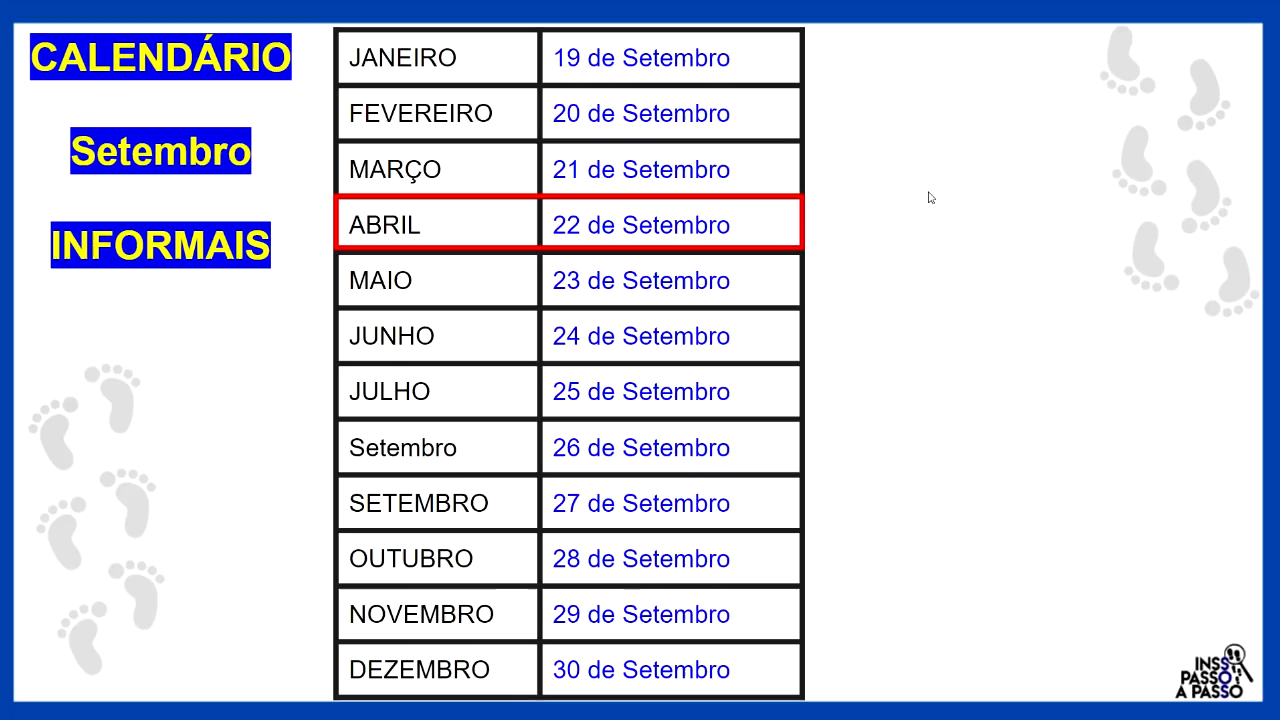 CALENDÁRIO
Setembro
INFORMAIS
JANEIRO 19 de Setembro
FEVEREIRO 20 de Setembro
MARÇO 21 de Setembro
ABRIL 22 de Setembro
MAIO 23 de Setembro
JUNHO 24 de Setembro
JULHO 25 de Setembro
Setembro 26 de Setembro
SETEMBRO 27 de Setembro
OUTUBRO 28 de Setembro
NOVEMBRO 29 de Setembro
DEZEMBRO 30 de Setembro
INSS
PASSO
A PASSO